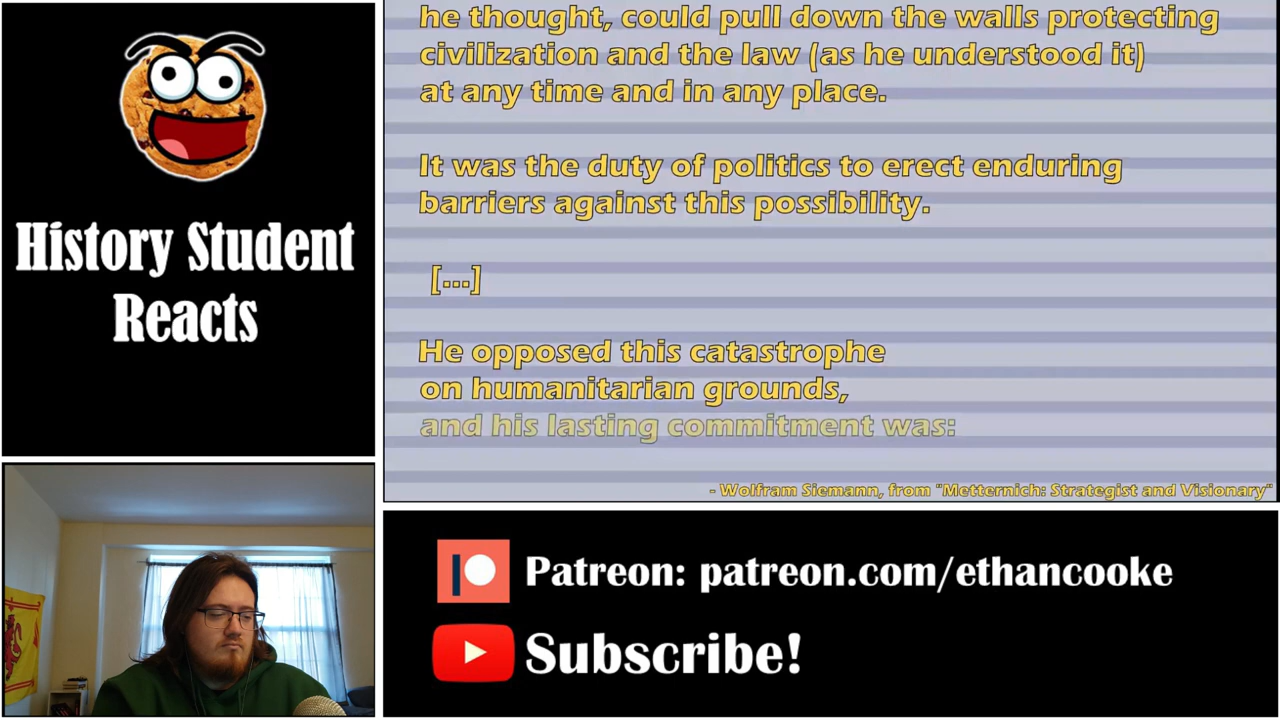 History Student
Reacts
he thought, could pull down the walls protecting
civilization and the law (as he understood it)
at any time and in any place.
It was the duty of politics to erect enduring
barriers against this possibility.
[...]
He opposed this catastrophe
on humanitarian grounds,
and his lasting commitment was:
- Wolfram Siemann, from "Metternich: Strategist and Visionary"
Patreon: patreon.com/ethancooke
Subscribe!